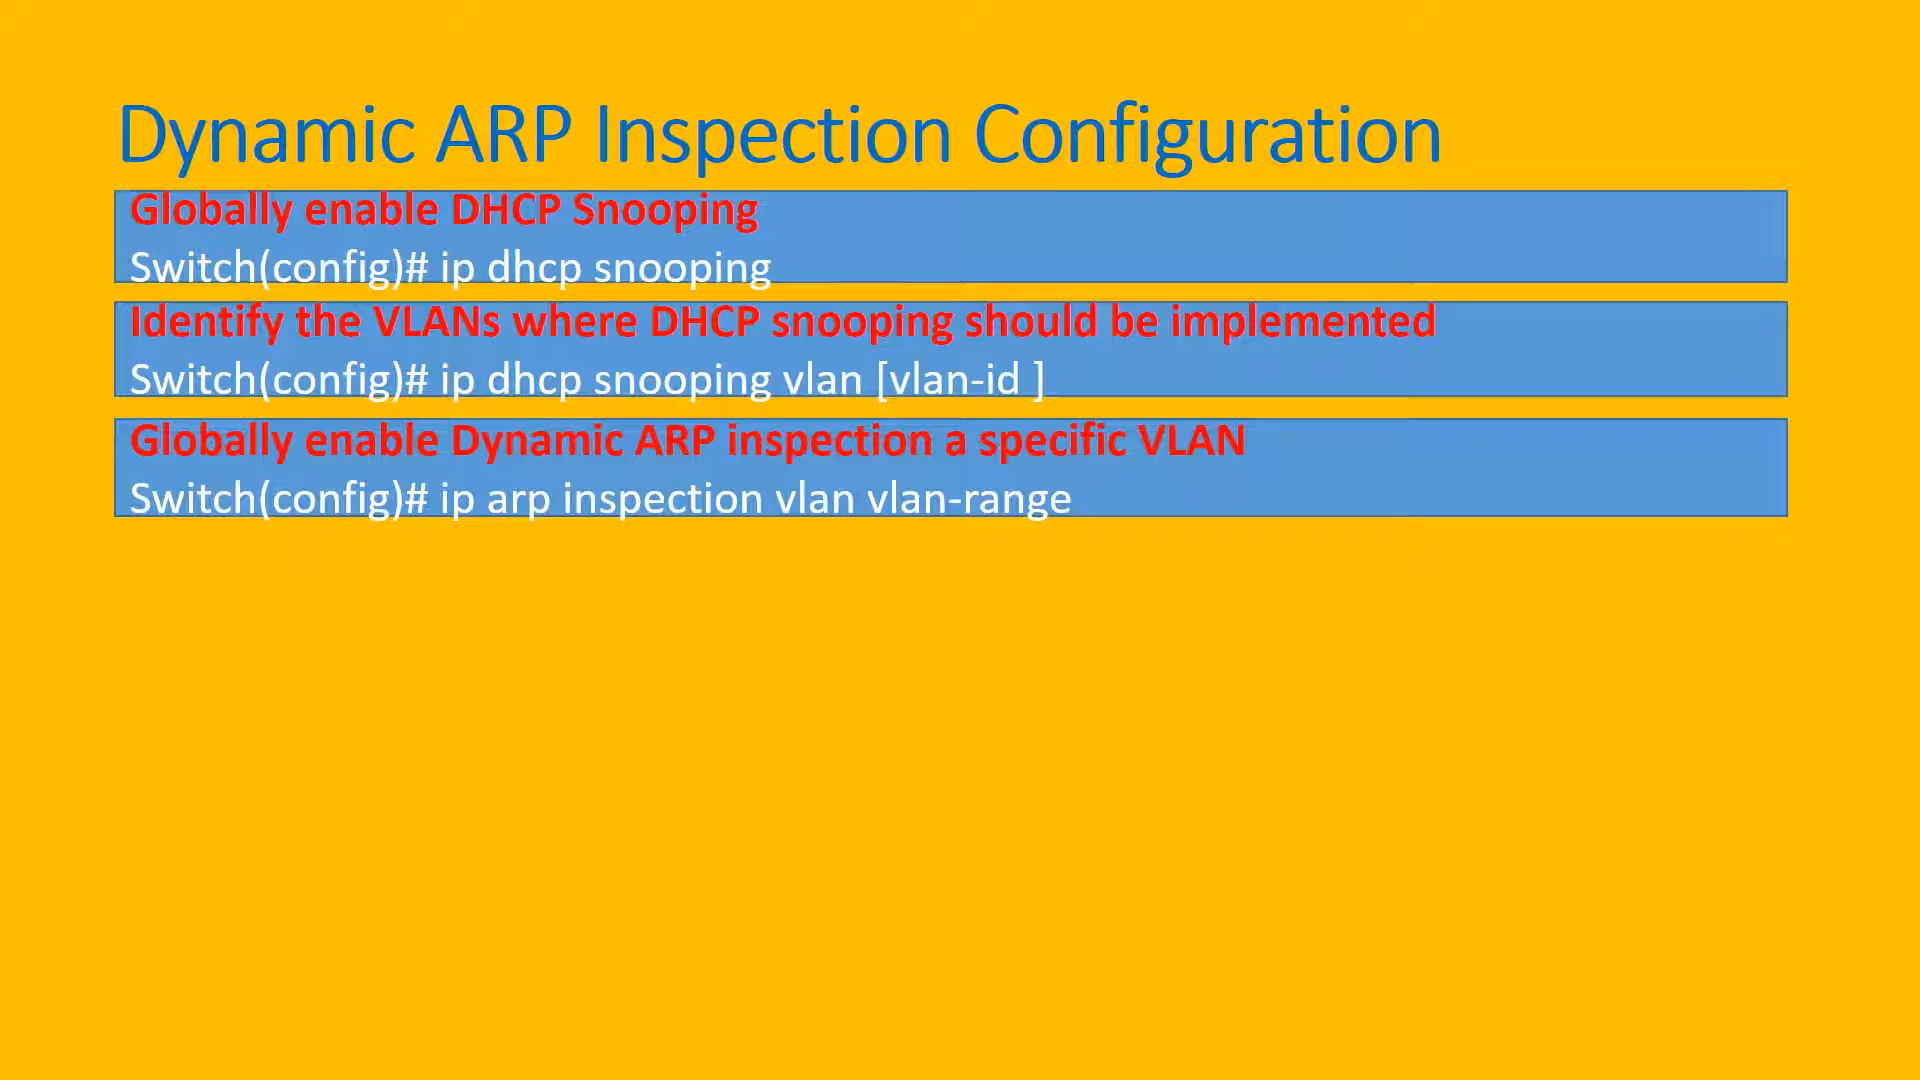 Dynamic ARP Inspection Configuration
Globally enable DHCP Snooping
Switch(config)# ip dhcp snooping
Identify the VLANs where DHCP snooping should be implemented
Switch(config)# ip dhcp snooping vlan [vlan-id ]
Globally enable Dynamic ARP inspection a specific VLAN
Switch(config)# ip arp inspection vlan vlan-range